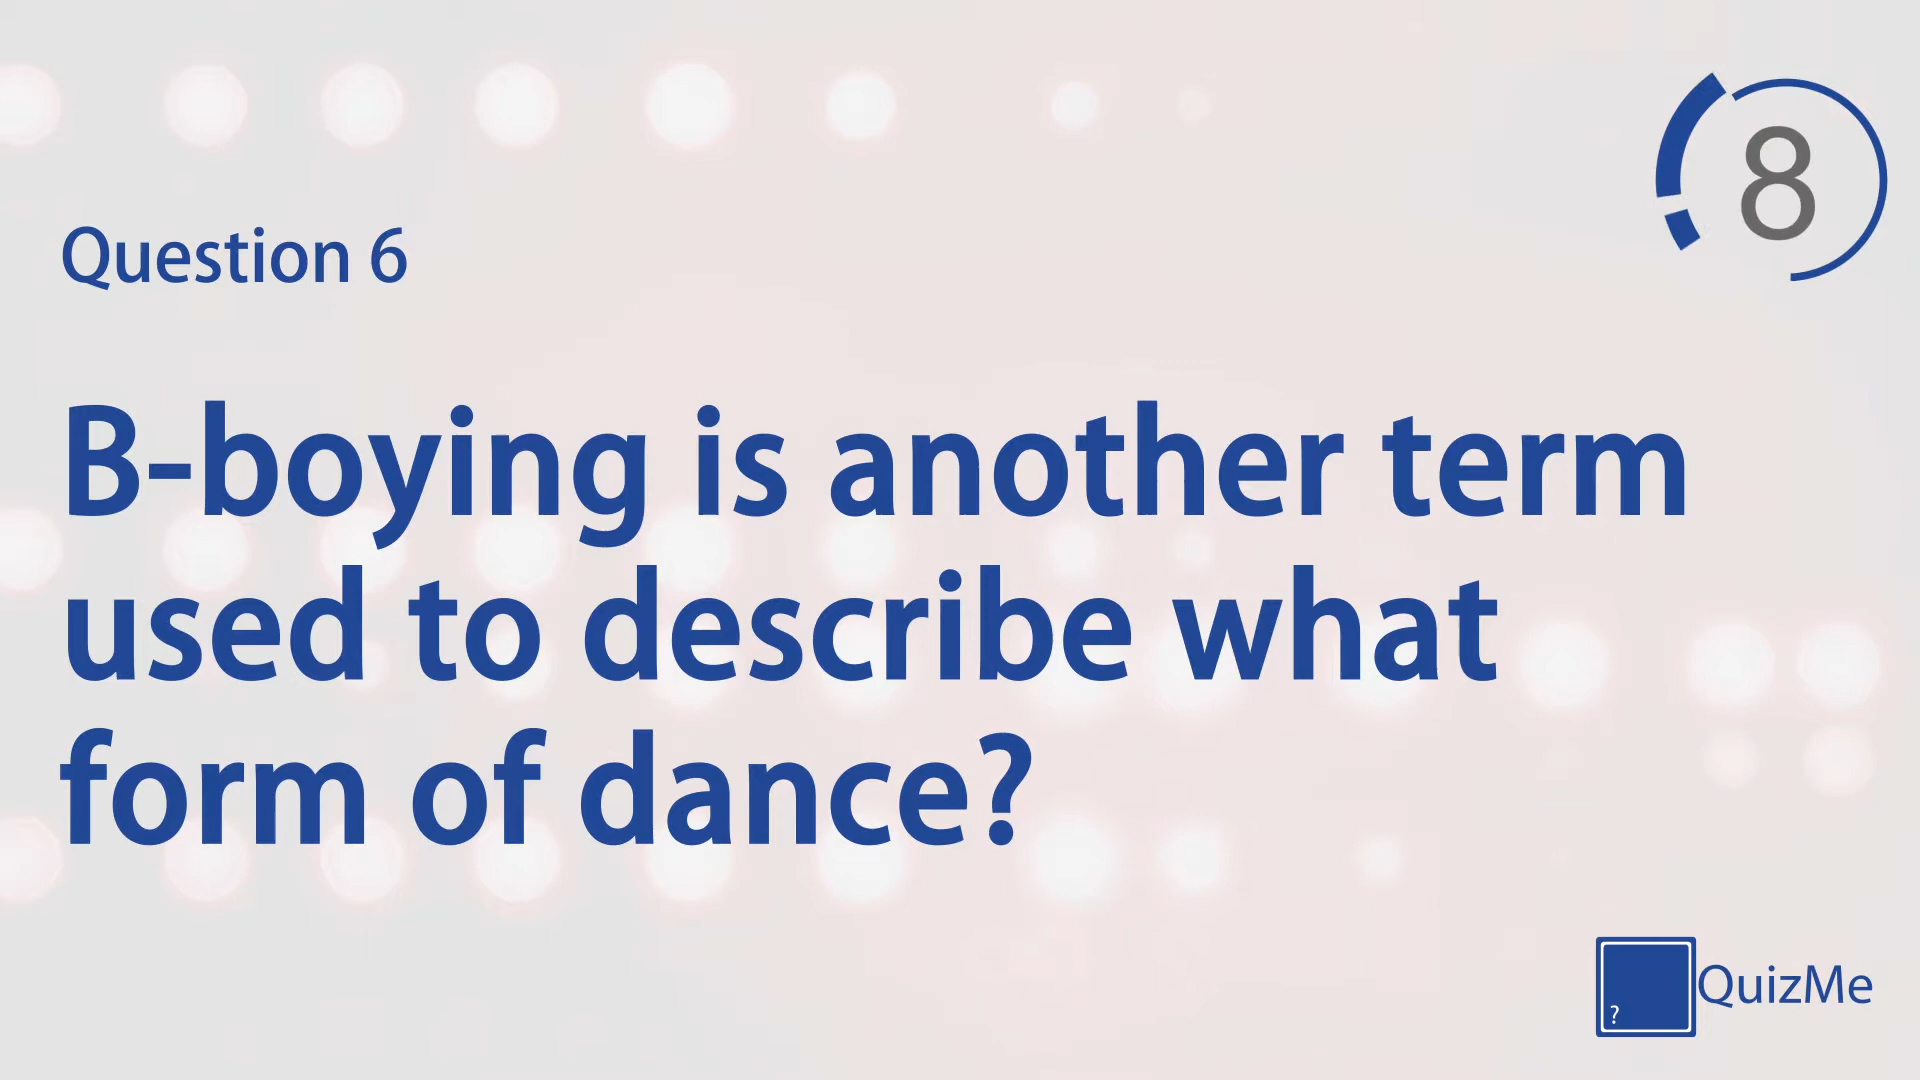 8
Question 6
B-boying is another term
used to describe what
form of dance?
?
QuizMe